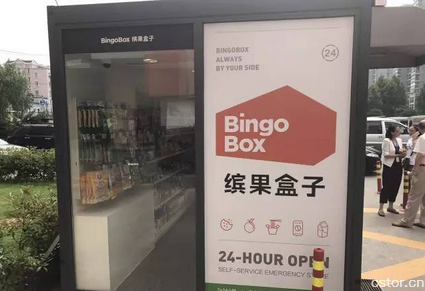 BingoBox 缤果盒子
BINGOBOX
ALWAYS
BY YOUR SIDE
24
Bingo
Box
缤果盒子
24-HOUR OPEN
SELF-SERVICE EMERGENCY
cstor.cn